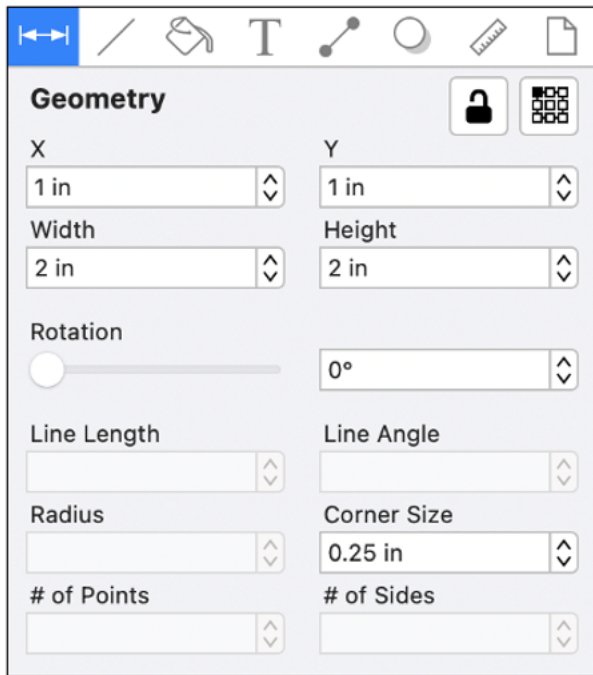 T
Geometry
X
Y
1 in
1 in
Width
Height
2 in
2 in
Rotation
0°
Line Length
Line Angle
Radius
Corner Size
0.25 in
# of Points
# of Sides